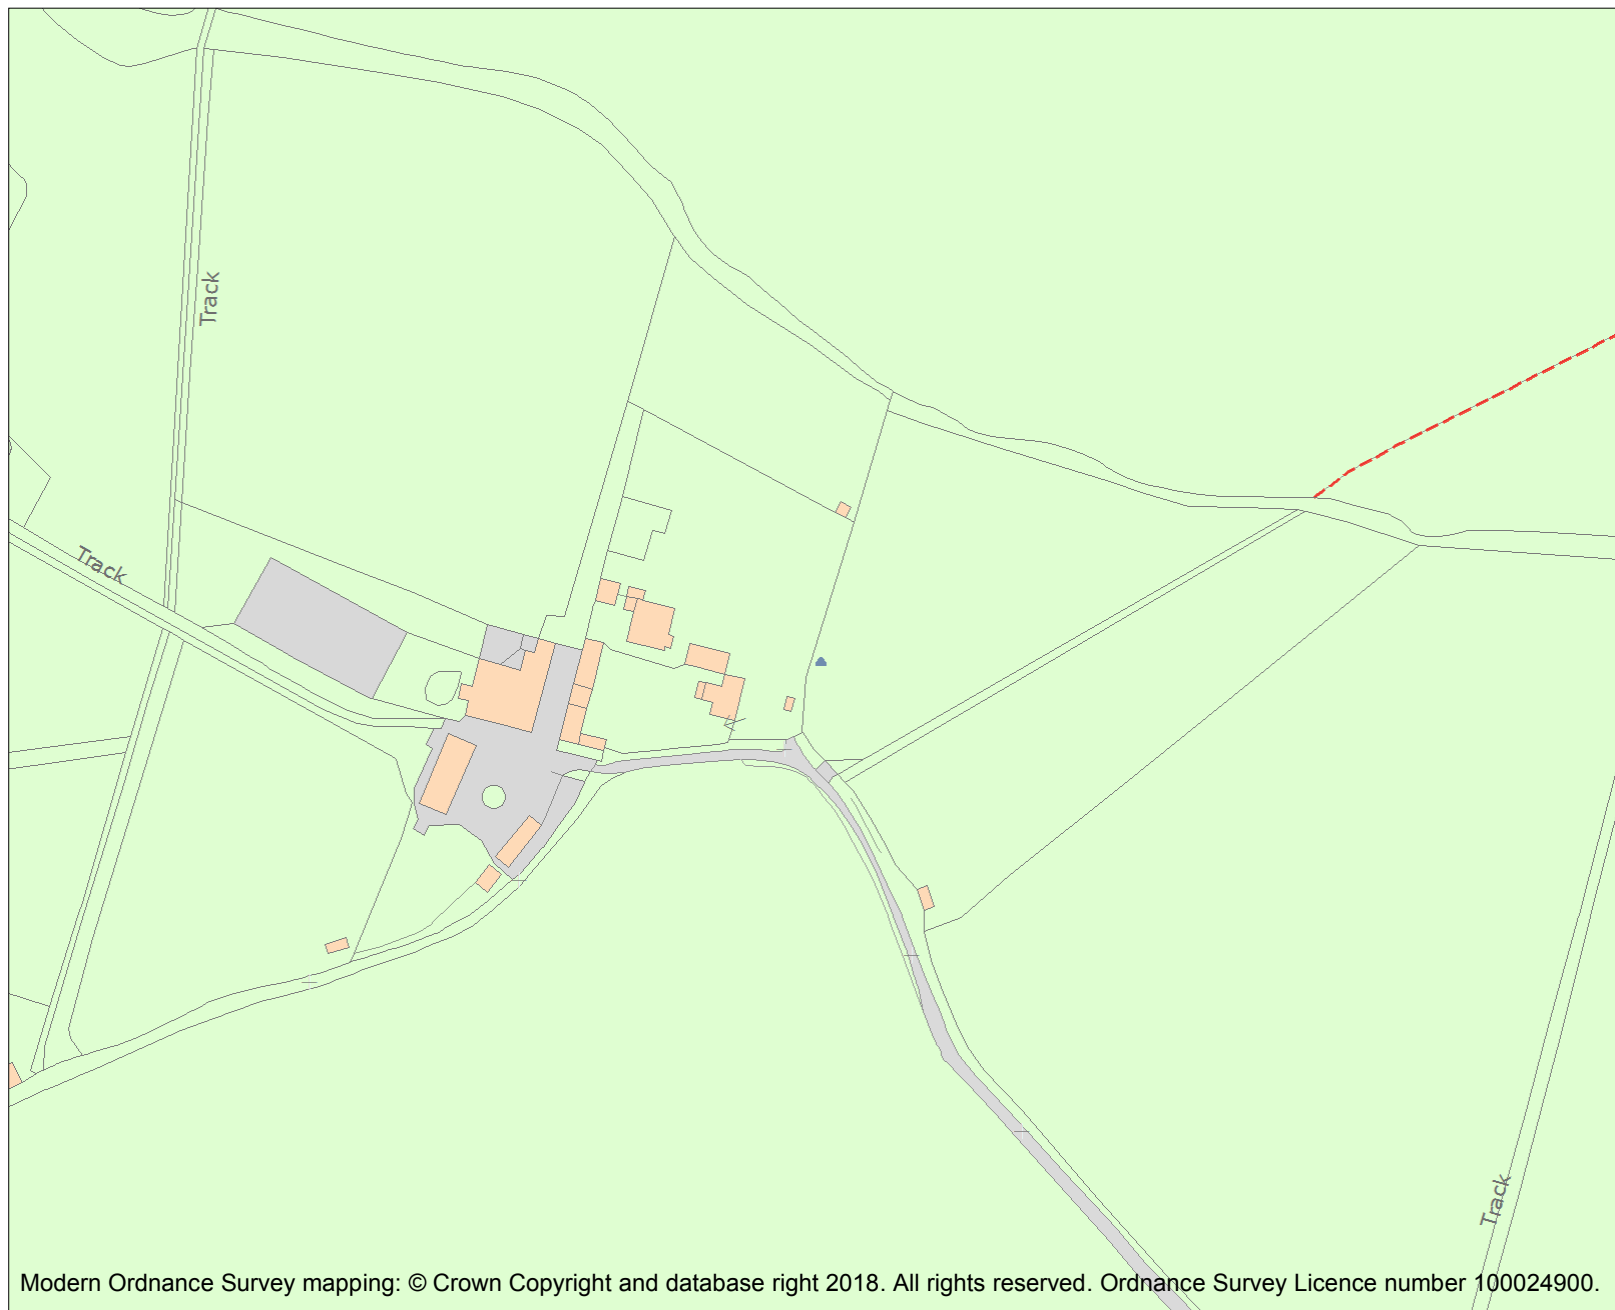 Track
Track
Track
Modern Ordnance Survey mapping: © Crown Copyright and database right 2018. All rights reserved. Ordnance Survey Licence number 100024900.